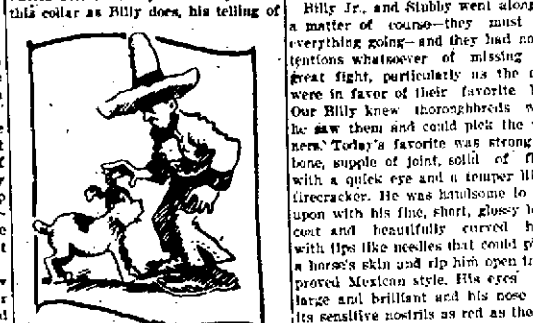 this collar as Billy does, his telling of
Billy Jr., and Stubby went along
a matter of course—they must
everything going—and they had no
tentions whatsoever of missing
great fight, particularly as the
were in favor of their favorite
Our Billy knew thoroughbreds
he saw them and could pick the
ners. Today's favorite was strong
bone, supple of joint, solid of
with a quick eye and a temper
firecracker. He was handsome to
upon with his fine, short, glossy
coat and beautifully curved
with tips like needles that could
a horse's skin and rip him open
proved Mexican style. His eyes
large and brilliant and his nose
its sensitive nostrils as red as